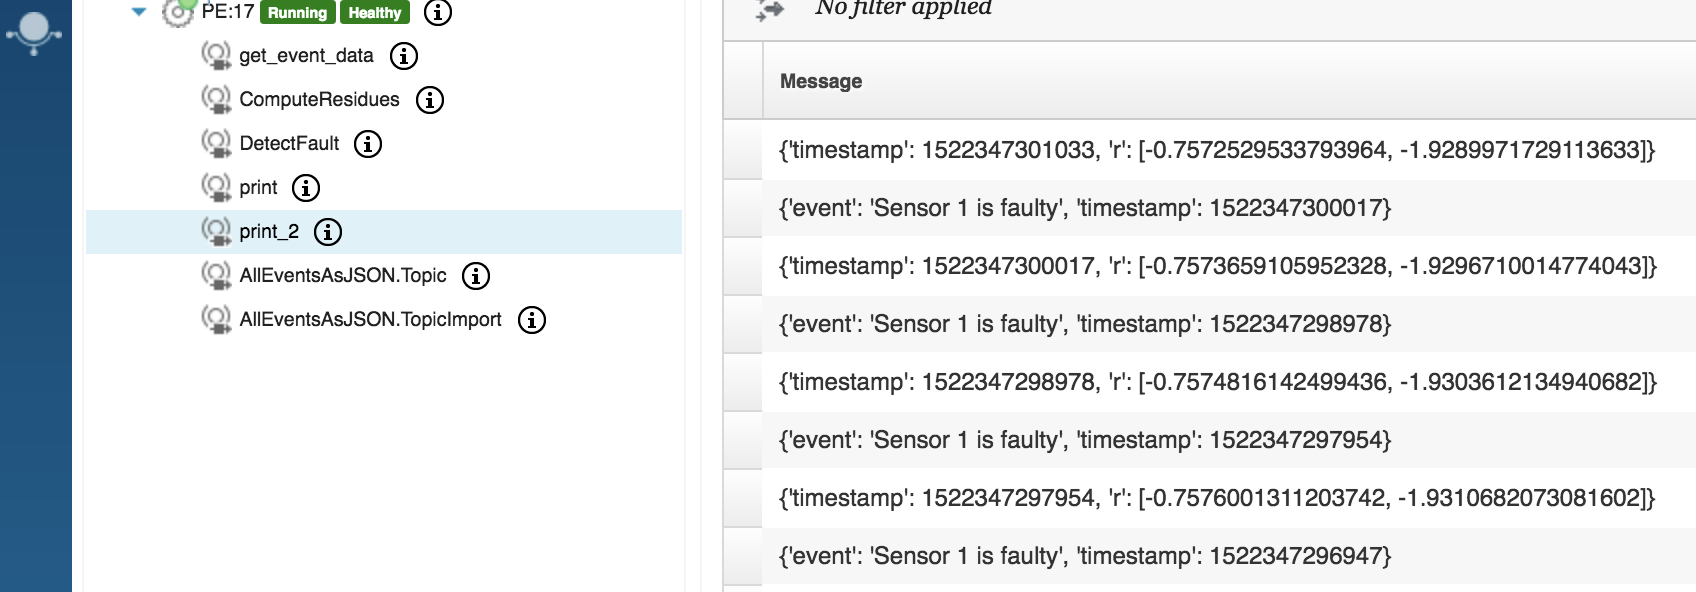 PE:17 Running Healthy
get_event_data
ComputeResidues
DetectFault
print
print_2
AllEventsAsJSON.Topic
AllEventsAsJSON.TopicImport
No filter applied
Message
{'timestamp': 1522347301033, 'r': [-0.7572529533793964, -1.9289971729113633]}
{'event': 'Sensor 1 is faulty', 'timestamp': 1522347300017}
{'timestamp': 1522347300017, 'r': [-0.7573659105952328, -1.9296710014774043]}
{'event': 'Sensor 1 is faulty', 'timestamp': 1522347298978}
{'timestamp': 1522347298978, 'r': [-0.7574816142499436, -1.9303612134940682]}
{'event': 'Sensor 1 is faulty', 'timestamp': 1522347297954}
{'timestamp': 1522347297954, 'r': [-0.7576001311203742, -1.9310682073081602]}
{'event': 'Sensor 1 is faulty', 'timestamp': 1522347296947}